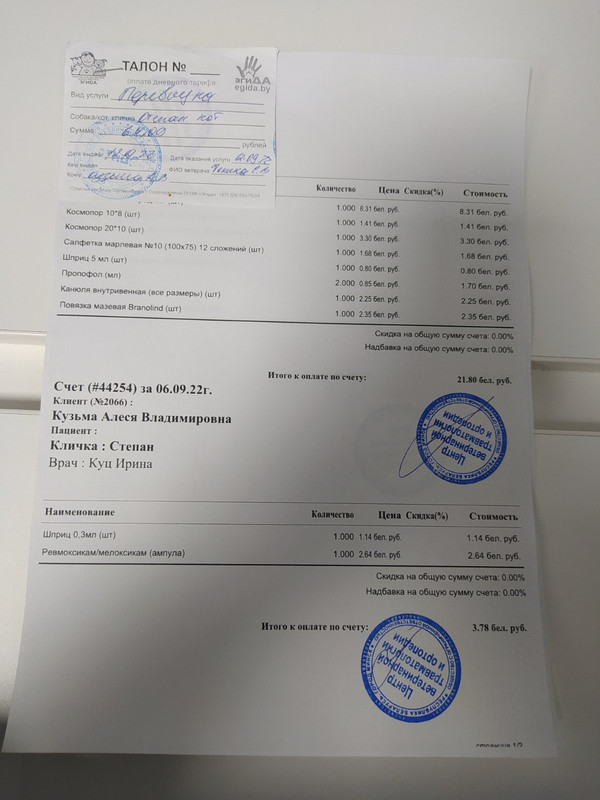 ТАЛОН №
оплате дневного тарифа
ЭГИДА
эгиДА
egida.by
Вид услуги Перевозка
Собака/кот, кличка Степан кот
Сумма
рублей
Дата выдачи
Дата оказания услуги
Кем выдан
ФИО ветврача
Кому
Количество Цена Скидка(%) Стоимость
1.000 8.31 бел. руб. 8.31 бел. руб.
Космопор 10*8 (шт) 1.000 1.41 бел. руб. 1.41 бел. руб.
Космопор 20*10 (шт) 1.000 3.30 бел. руб. 3.30 бел. руб.
Салфетка марлевая №10 (100x75) 12 сложений (шт) 1.000 1.68 бел. руб. 1.68 бел. руб.
Шприц 5 мл (шт) 1.000 0.80 бел. руб. 0.80 бел. руб.
Пропофол (мл) 2.000 0.85 бел. руб. 1.70 бел. руб.
Канюля внутривенная (все размеры) (шт) 1.000 2.25 бел. руб. 2.25 бел. руб.
Повязка мазевая Branolind (шт) 1.000 2.35 бел. руб. 2.35 бел. руб.
Скидка на общую сумму счета: 0.00%
Надбавка на общую сумму счета: 0.00%
Итого к оплате по счету: 21.80 бел. руб.
Счет (#44254) за 06.09.22г.
Клиент (№2066) :
Кузьма Алеся Владимировна
Пациент :
Кличка : Степан
Врач : Куц Ирина
Центр
ветеринарной
травматологии
и ортопедии
Наименование Количество Цена Скидка(%) Стоимость
Шприц 0,3мл (шт) 1.000 1.14 бел. руб. 1.14 бел. руб.
Ревмоксикам/мелоксикам (ампула) 1.000 2.64 бел. руб. 2.64 бел. руб.
Скидка на общую сумму счета: 0.00%
Надбавка на общую сумму счета: 0.00%
Итого к оплате по счету: 3.78 бел. руб.
Центр
ветеринарной
травматологии
и ортопедии